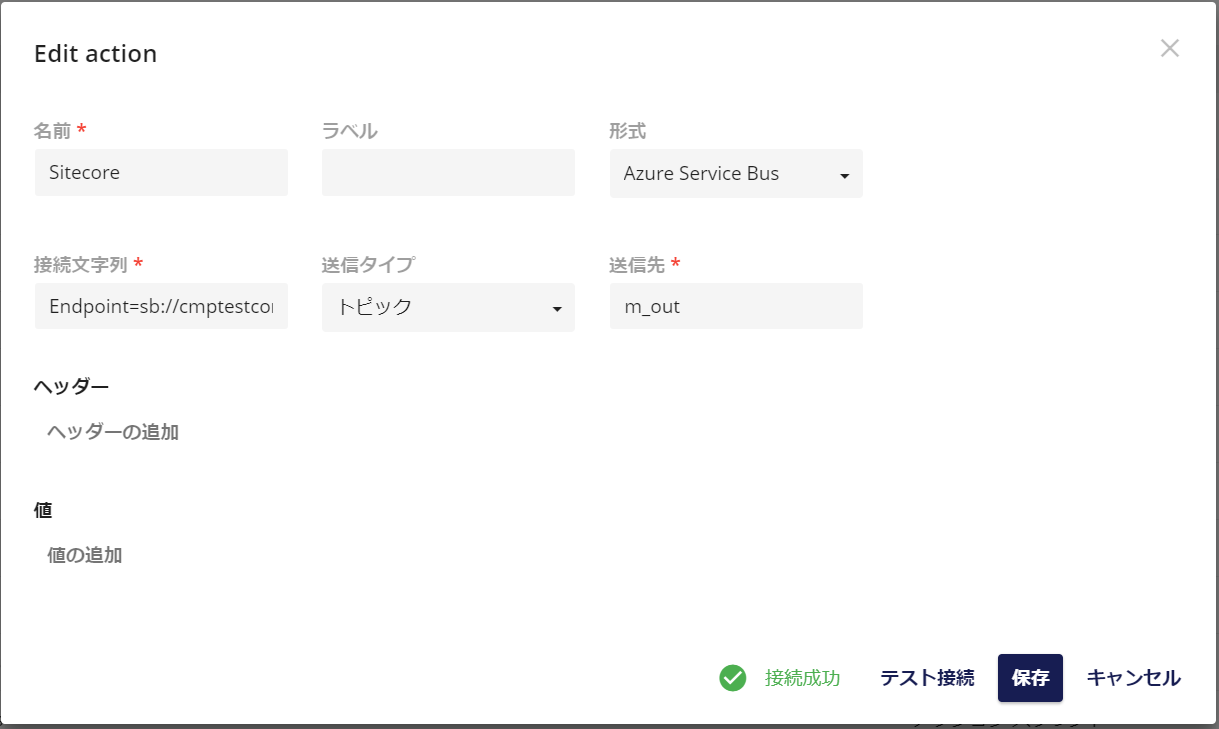 Edit action
名前 * ラベル 形式
Sitecore Azure Service Bus
接続文字列 * 送信タイプ 送信先 *
Endpoint=sb://cmptestcor トピック m_out
ヘッダー
ヘッダーの追加
値
値の追加
接続成功 テスト接続 保存 キャンセル